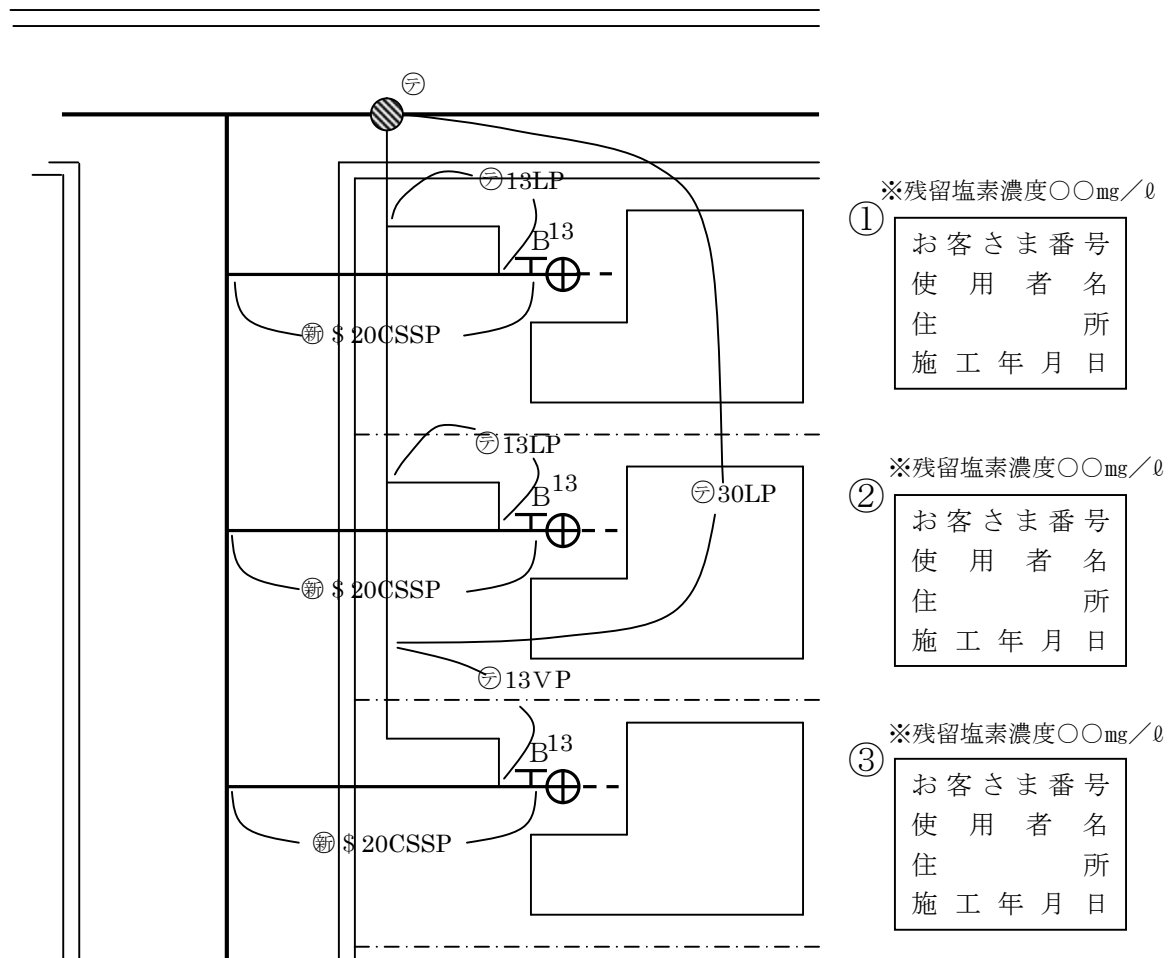 ㋢
㋢13LP
B13
㊟残留塩素濃度○○mg/ℓ
①
お客さま番号
使用者名
住所
施工年月日
㋢13LP
B13
新＄20CSSP
※残留塩素濃度○○mg／ℓ
②
お客さま番号
使用者名
住所
施工年月日
㋢30LP
新＄20CSSP
㋢13VP
B13
※残留塩素濃度○○mg／ℓ
③
お客さま番号
使用者名
住所
施工年月日
新＄20CSSP